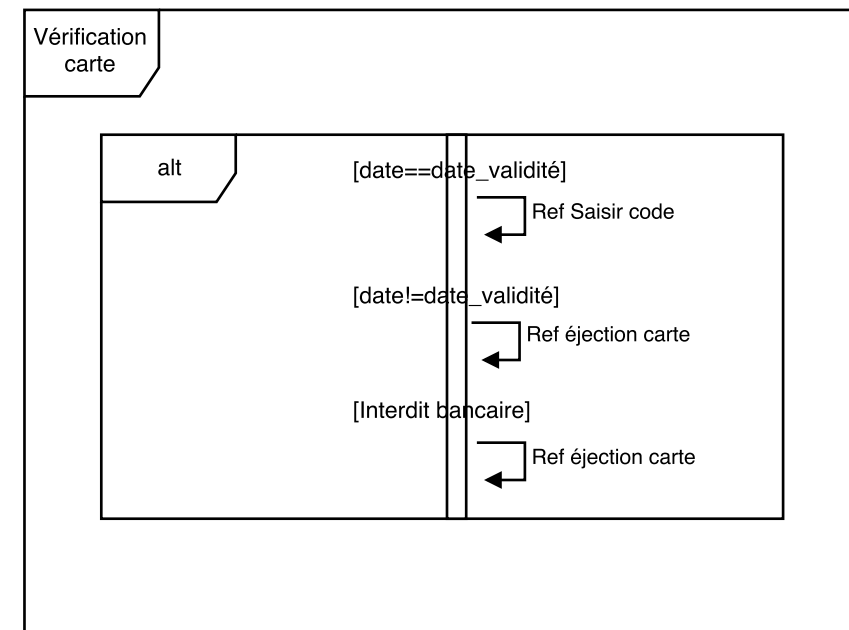 Vérification
carte
alt
[date==date_validité]
Ref Saisir code
[date!=date_validité]
Ref éjection carte
[Interdit bancaire]
Ref éjection carte